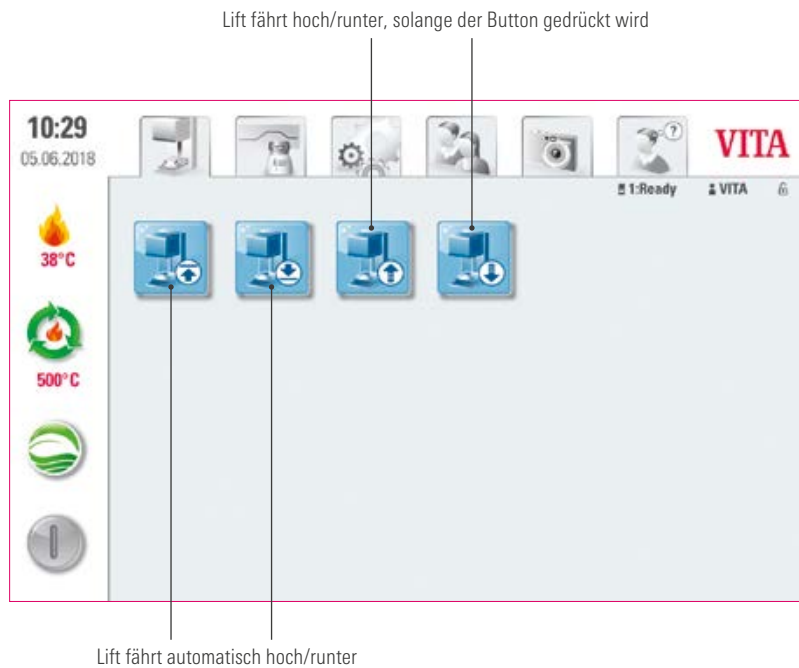 Lift fährt hoch/runter, solange der Button gedrückt wird
10:29
05.06.2018
?
VITA
1:Ready
VITA
38°C
500°C
Lift fährt automatisch hoch/runter